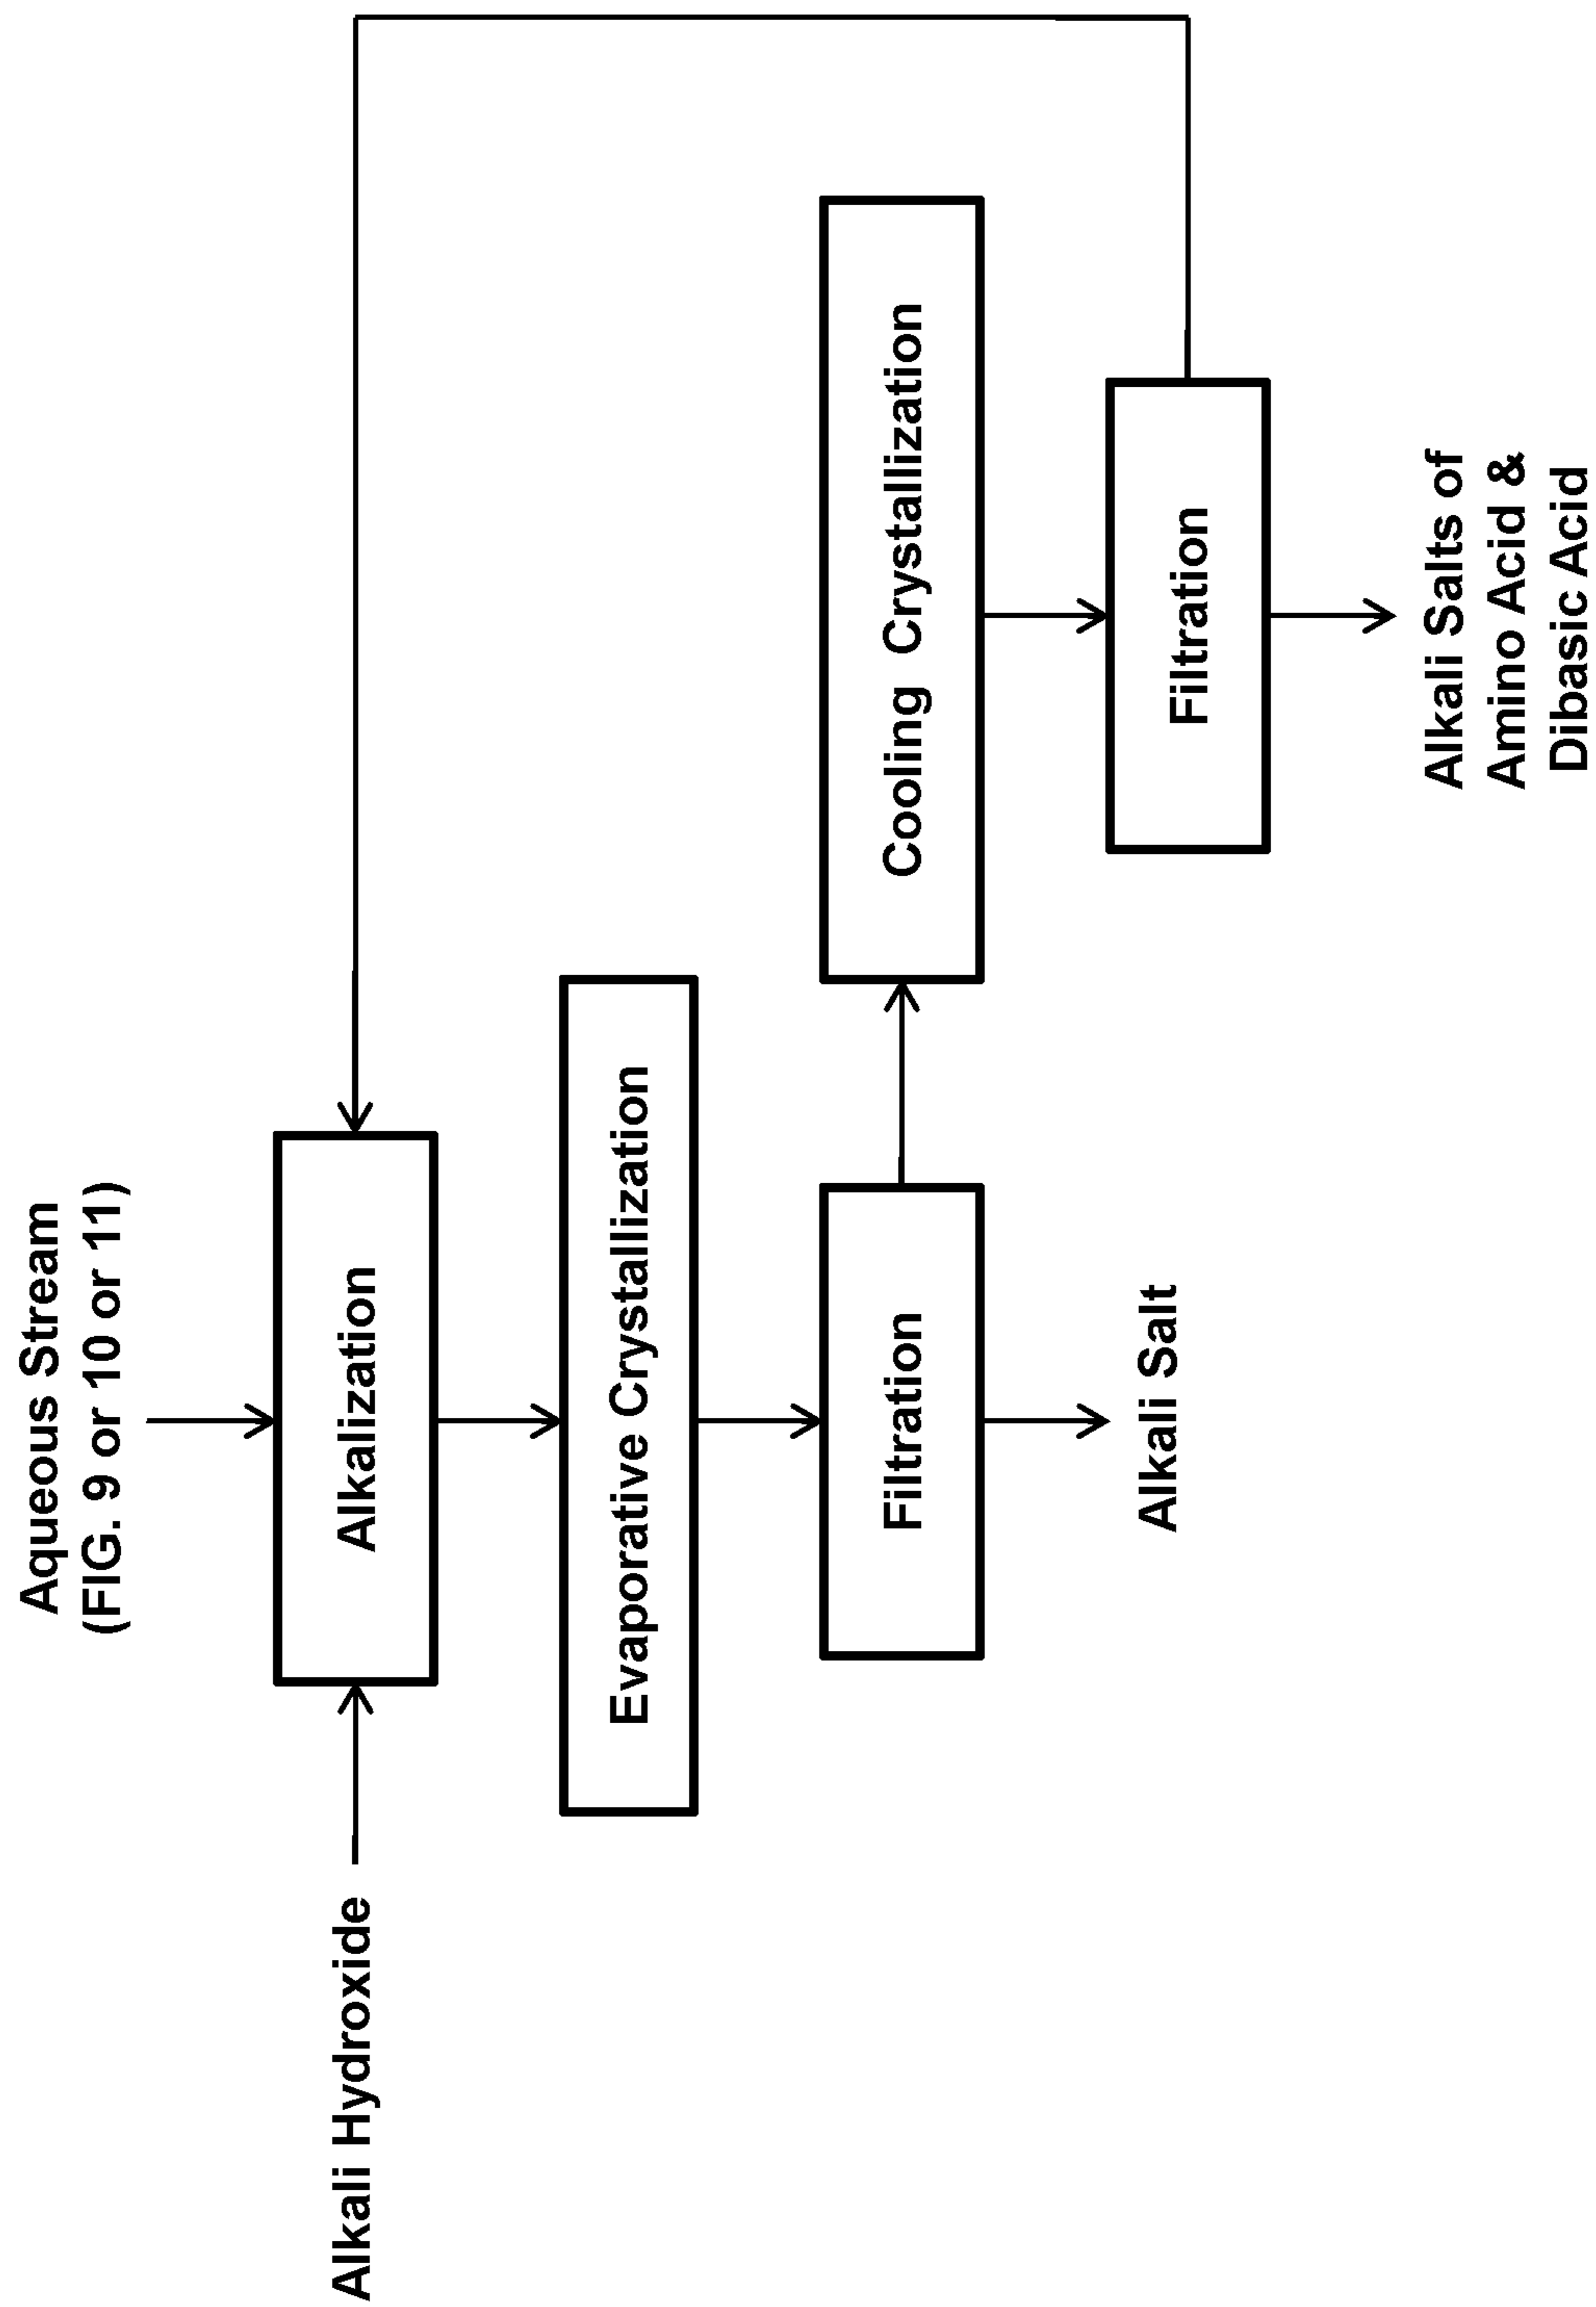 Aqueous Stream
(FIG. 9 or 10 or 11)
Alkali Hydroxide
Alkalization
Evaporative Crystallization
Filtration
Cooling Crystallization
Alkali Salt
Filtration
Alkali Salts of
Amino Acid &
Dibasic Acid